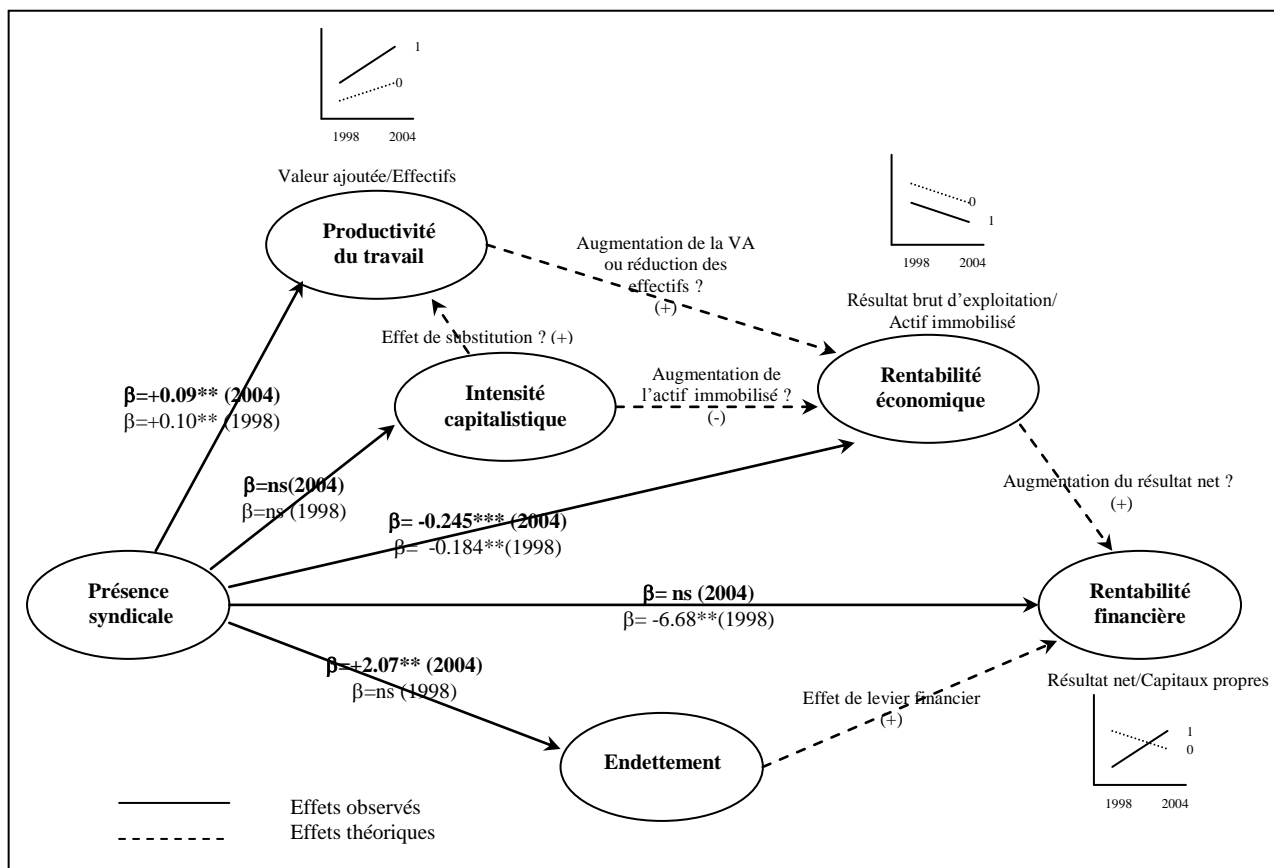 1
0
1998 2004
Valeur ajoutée/Effectifs
Productivité
du travail
0
1
1998 2004
Augmentation de la VA
ou réduction des
effectifs ?
(+)
Résultat brut d'exploitation/
Actif immobilisé
Effet de substitution ? (+)
Intensité
capitalistique
Augmentation de
l'actif immobilisé ?
(-)
Rentabilité
économique
β=+0.09** (2004)
β=+0.10** (1998)
β=ns(2004)
β=ns (1998)
β= -0.245*** (2004)
β= -0.184**(1998)
Augmentation du résultat net ?
(+)
Présence
syndicale
β= ns (2004)
β= -6.68**(1998)
Rentabilité
financière
β=+2.07** (2004)
β=ns (1998)
Effet de levier financier
(+)
Résultat net/Capitaux propres
1
0
1998 2004
Endettement
Effets observés
Effets théoriques